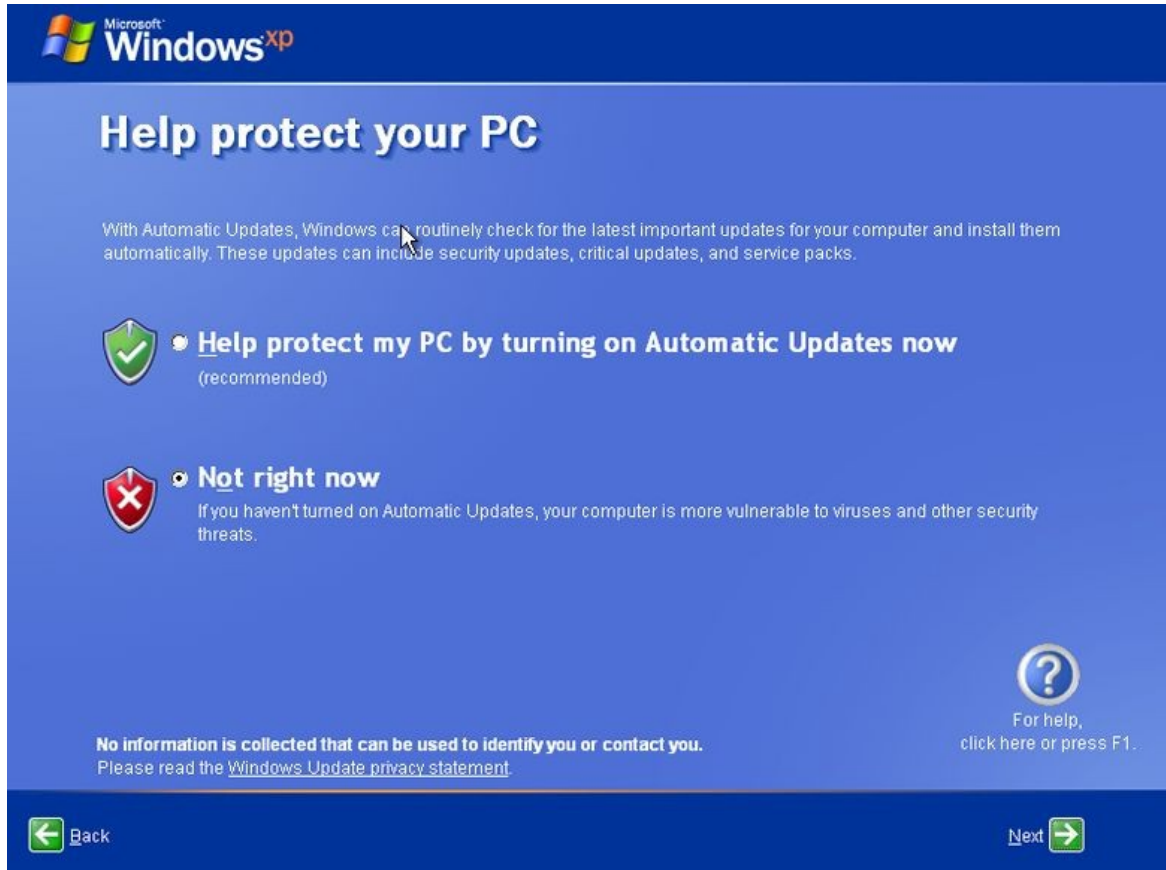 Microsoft
Windows xp
Help protect your PC
With Automatic Updates, Windows can routinely check for the latest important updates for your computer and install them
automatically. These updates can include security updates, critical updates, and service packs.
Help protect my PC by turning on Automatic Updates now
(recommended)
Not right now
If you haven't turned on Automatic Updates, your computer is more vulnerable to viruses and other security
threats.
For help,
click here or press F1.
No information is collected that can be used to identify you or contact you.
Please read the Windows Update privacy statement.
Back
Next